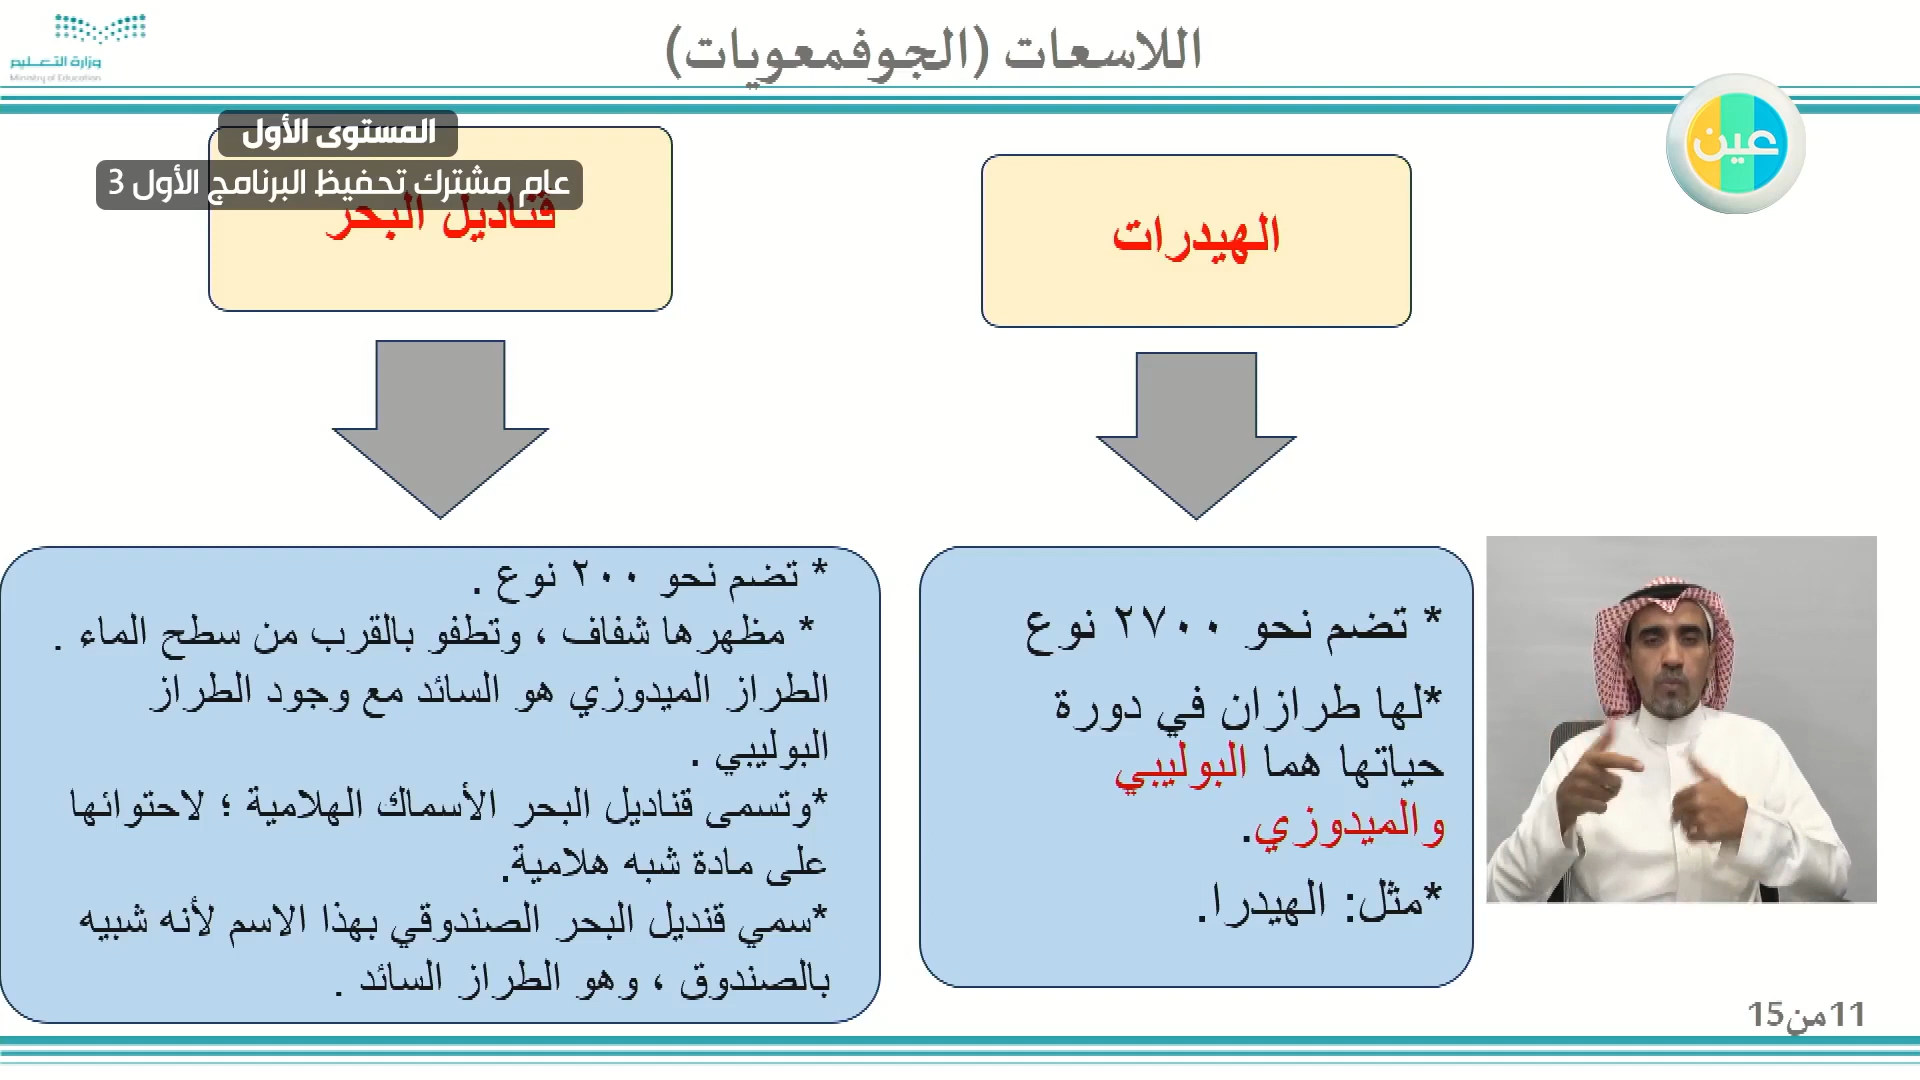 اللاسعات (الجوفمعويات)
وزارة التعليم
Ministry of Education
عين
المستوى الأول
عام مشترك تحفيظ البرنامج الأول 3
الهيدرات
* تضم نحو ٢٧٠٠ نوع
*لها طرازان في دورة
حياتها هما البوليبي
والميدوزي.
*مثل: الهيدرا.
قناديل البحر
* تضم نحو ٢٠٠ نوع .
* مظهرها شفاف ، وتطفو بالقرب من سطح الماء .
الطراز الميدوزي هو السائد مع وجود الطراز
البوليبي .
*وتسمى قناديل البحر الأسماك الهلامية ؛ لاحتوائها
على مادة شبه هلامية.
*سمي قنديل البحر الصندوقي بهذا الاسم لأنه شبيه
بالصندوق ، وهو الطراز السائد .
11من15